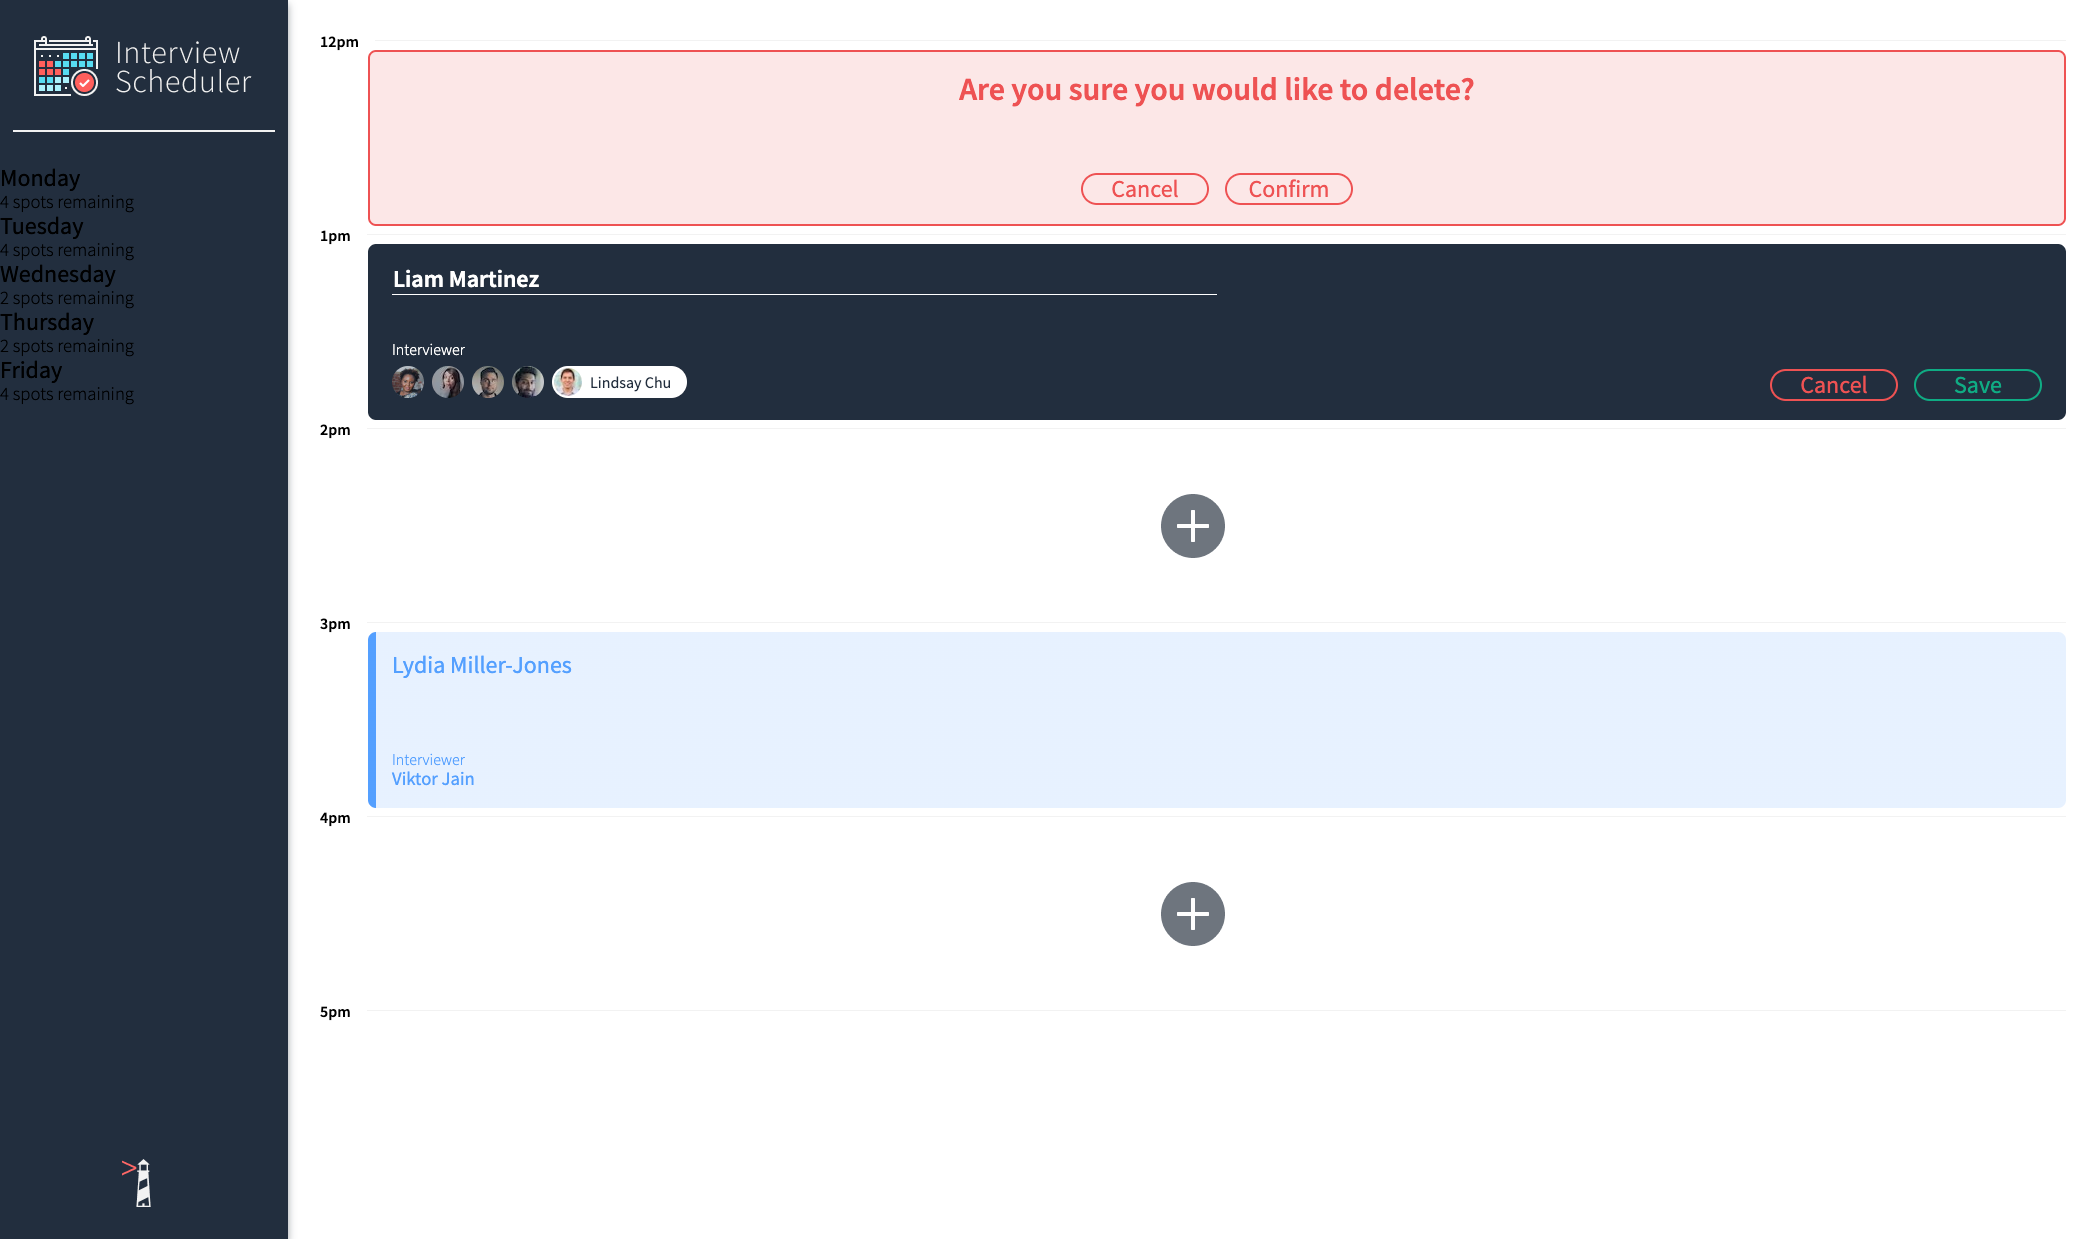 Interview
Scheduler
Monday
4 spots remaining
Tuesday
4 spots remaining
Wednesday
2 spots remaining
Thursday
2 spots remaining
Friday
4 spots remaining
12pm
Are you sure you would like to delete?
Cancel Confirm
1pm
Liam Martinez
Interviewer
Lindsay Chu
Cancel Save
2pm
3pm
Lydia Miller-Jones
Interviewer
Viktor Jain
4pm
5pm